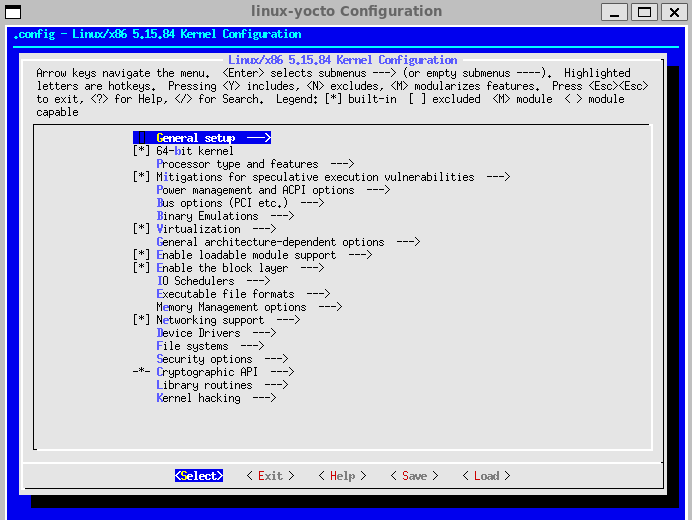 linux-yocto Configuration
.config - Linux/x86 5.15.84 Kernel Configuration
Linux/x86 5.15.84 Kernel Configuration
Arrow keys navigate the menu.  <Enter> selects submenus ---> (or empty submenus ----).  Highlighted
letters are hotkeys.  Pressing <Y> includes, <N> excludes, <M> modularizes features.  Press <Esc><Esc>
to exit, <?> for Help, </> for Search.  Legend: [*] built-in  [ ] excluded  <M> module  < > module
capable
General setup  --->
[*] 64-bit kernel
Processor type and features  --->
[*] Mitigations for speculative execution vulnerabilities  --->
Power management and ACPI options  --->
Bus options (PCI etc.)  --->
Binary Emulations  --->
[*] Virtualization  --->
General architecture-dependent options  --->
[*] Enable loadable module support  --->
[*] Enable the block layer  --->
IO Schedulers  --->
Executable file formats  --->
Memory Management options  --->
[*] Networking support  --->
Device Drivers  --->
File systems  --->
Security options  --->
-*- Cryptographic API  --->
Library routines  --->
Kernel hacking  --->
<Select>    < Exit >    < Help >    < Save >    < Load >